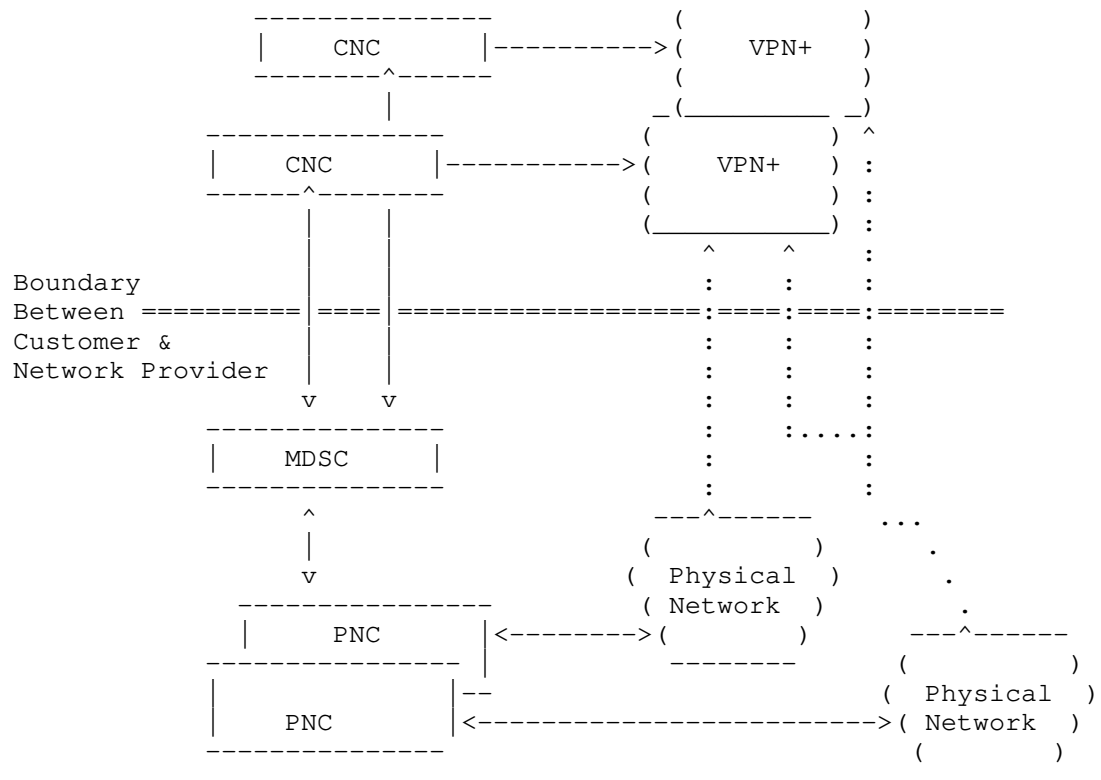 CNC VPN+
CNC VPN+
Boundary
Between
Customer &
Network Provider
MDSC
Physical
Network
PNC
Physical
PNC Network